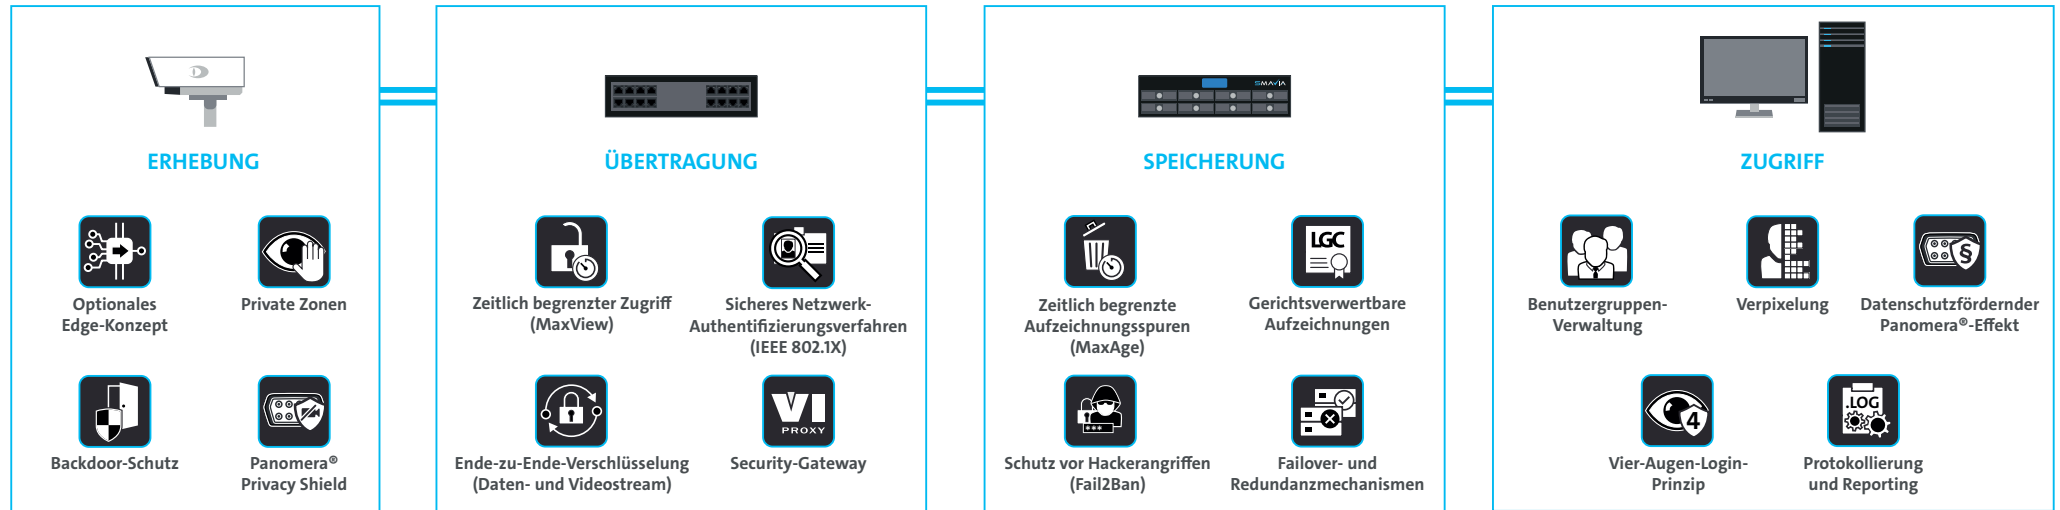 ERHEBUNG
Optionales
Edge-Konzept
Private Zonen
Backdoor-Schutz
Panomera®
Privacy Shield
ÜBERTRAGUNG
Zeitlich begrenzter Zugriff
(MaxView)
Sicheres Netzwerk-
Authentifizierungsverfahren
(IEEE 802.1X)
Ende-zu-Ende-Verschlüsselung
(Daten- und Videostream)
VI
PROXY
Security-Gateway
SMAVIA
SPEICHERUNG
Zeitlich begrenzte
Aufzeichnungsspuren
(MaxAge)
LGC
Gerichtsverwertbare
Aufzeichnungen
***
Schutz vor Hackerangriffen
(Fail2Ban)
Failover- und
Redundanzmechanismen
ZUGRIFF
Benutzergruppen-
Verwaltung
Verpixelung
§
Datenschutzfördernder
Panomera®-Effekt
4
Vier-Augen-Login-
Prinzip
.LOG
Protokollierung
und Reporting